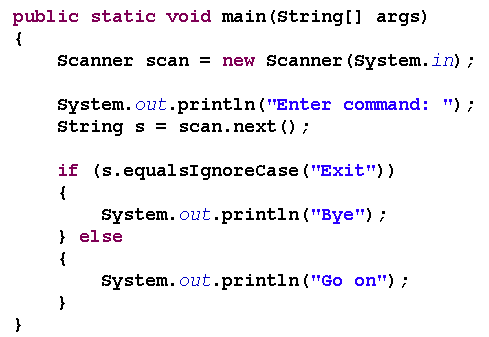 public static void main(String[] args)
{
    Scanner scan = new Scanner(System.in);
    System.out.println("Enter command: ");
    String s = scan.next();
    if (s.equalsIgnoreCase("Exit"))
    {
        System.out.println("Bye");
    } else
    {
        System.out.println("Go on");
    }
}